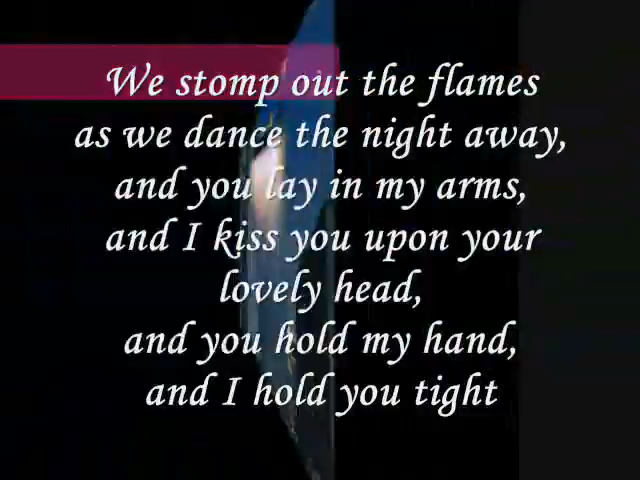 We stomp out the flames
as we dance the night away,
and you lay in my arms,
and I kiss you upon your
lovely head,
and you hold my hand,
and I hold you tight